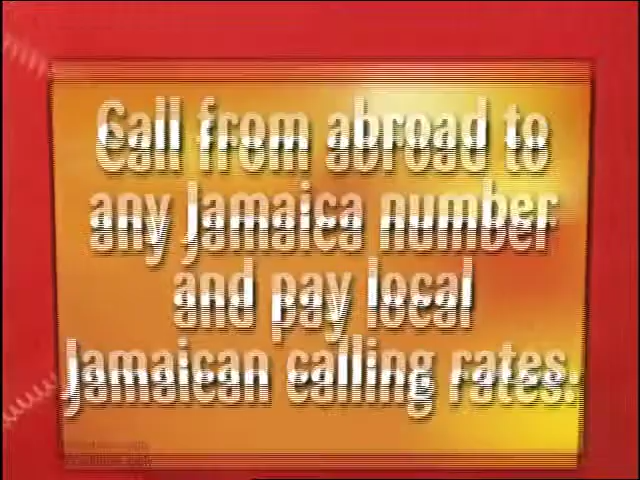 Call from abroad to
any Jamaica number
and pay local
Jamaican calling rates.